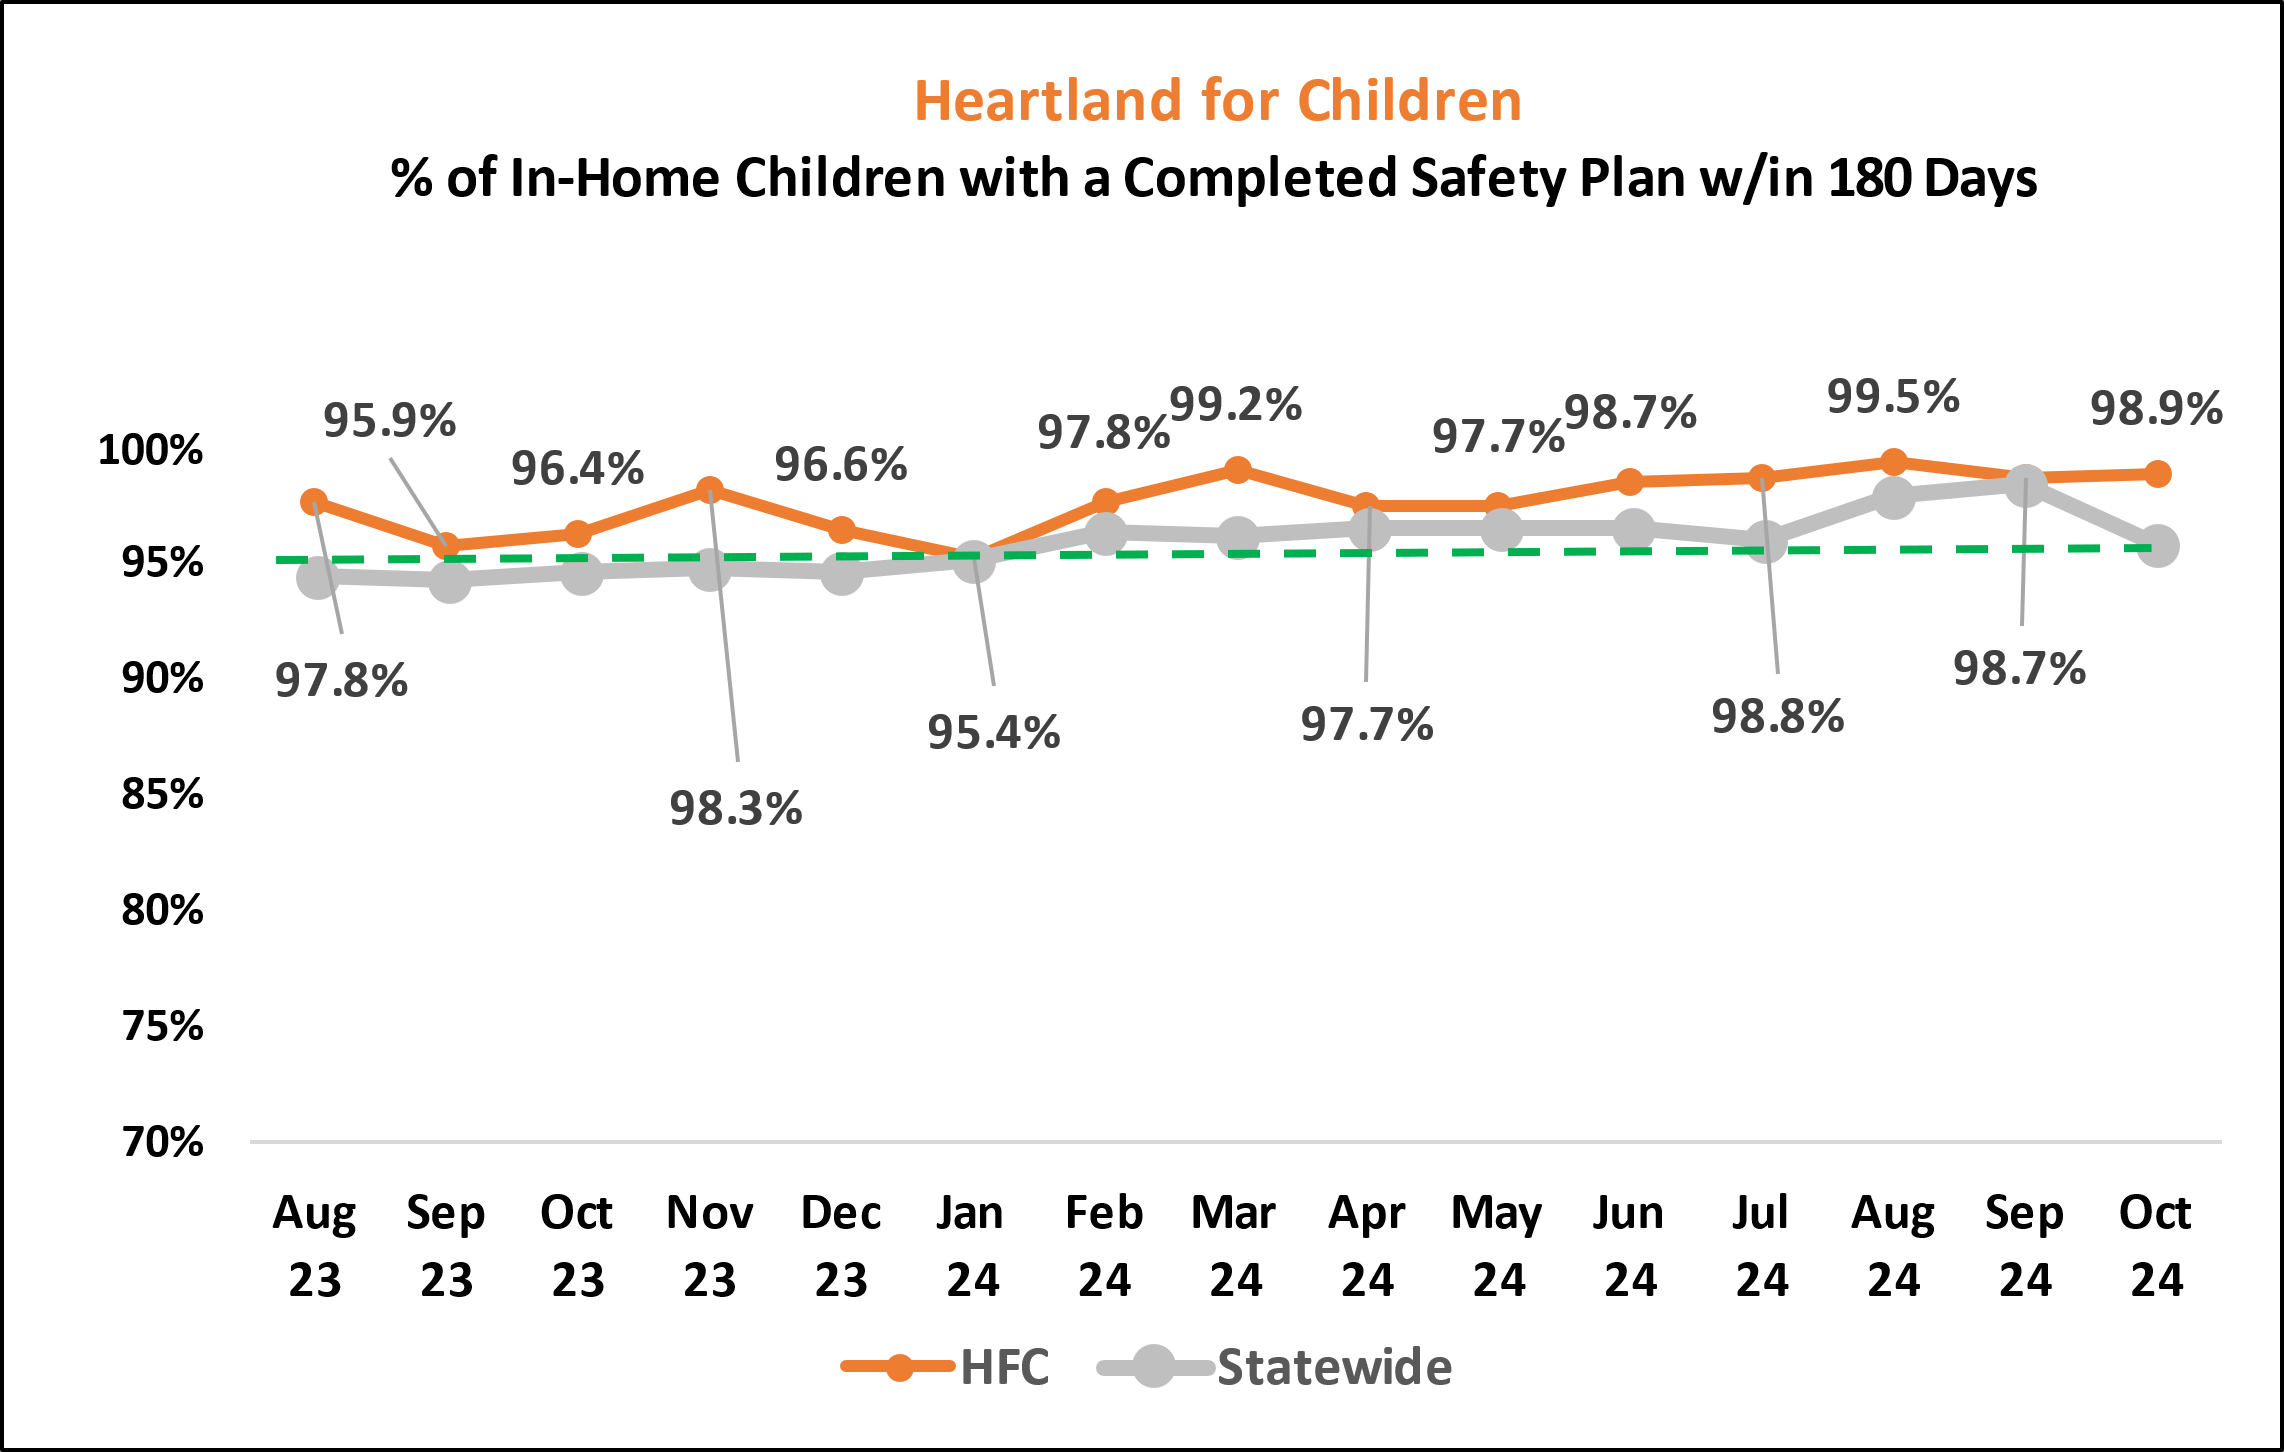 Heartland for Children
% of In-Home Children with a Completed Safety Plan w/in 180 Days
100%
95%
90%
85%
80%
75%
70%
97.8%
95.9%
96.4%
98.3%
96.6%
95.4%
97.8%
99.2%
97.7%
97.7%
98.7%
98.8%
99.5%
98.7%
98.9%
Aug 23
Sep 23
Oct 23
Nov 23
Dec 23
Jan 24
Feb 24
Mar 24
Apr 24
May 24
Jun 24
Jul 24
Aug 24
Sep 24
Oct 24
HFC
Statewide